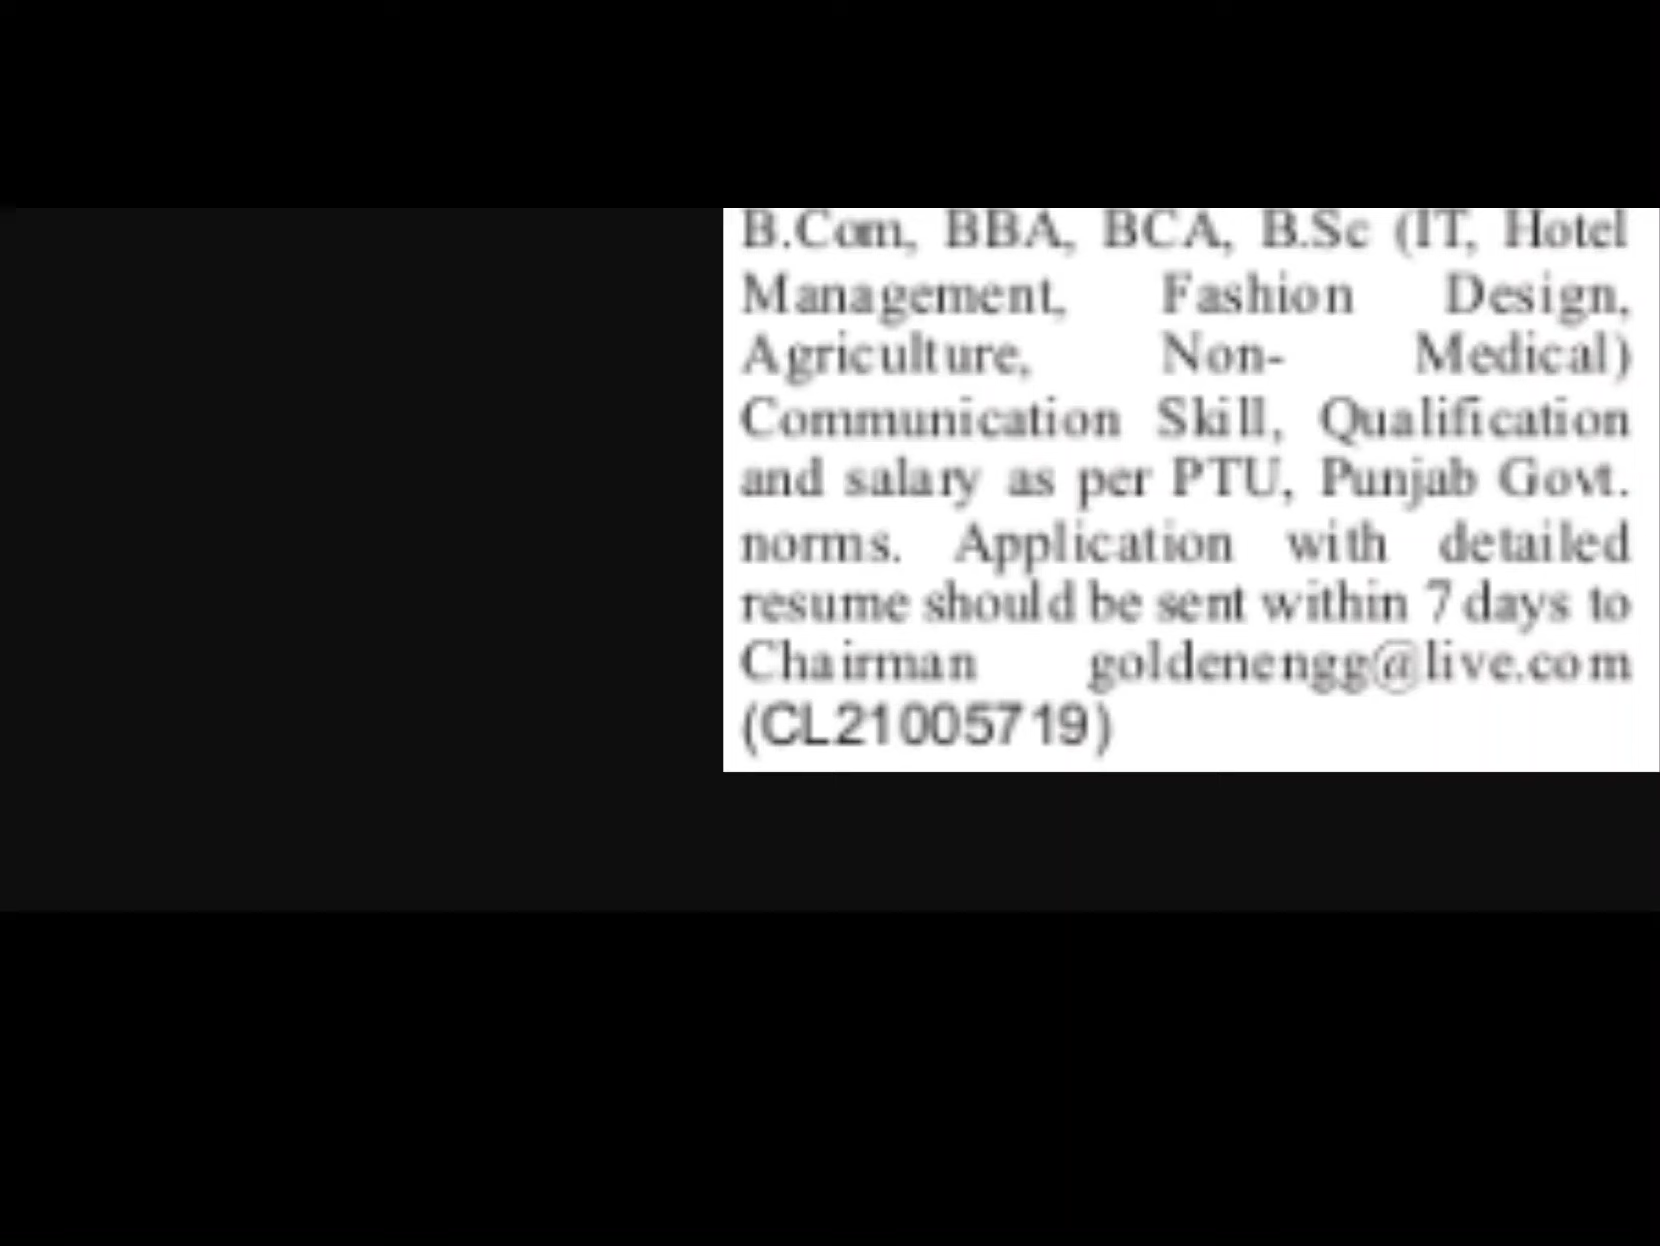 B.Com, BBA, BCA, B.Sc (IT, Hotel
Management, Fashion Design,
Agriculture, Non- Medical)
Communication Skill, Qualification
and salary as per PTU, Punjab Govt.
norms. Application with detailed
resume should be sent within 7 days to
Chairman goldenengg@live.com
(CL21005719)